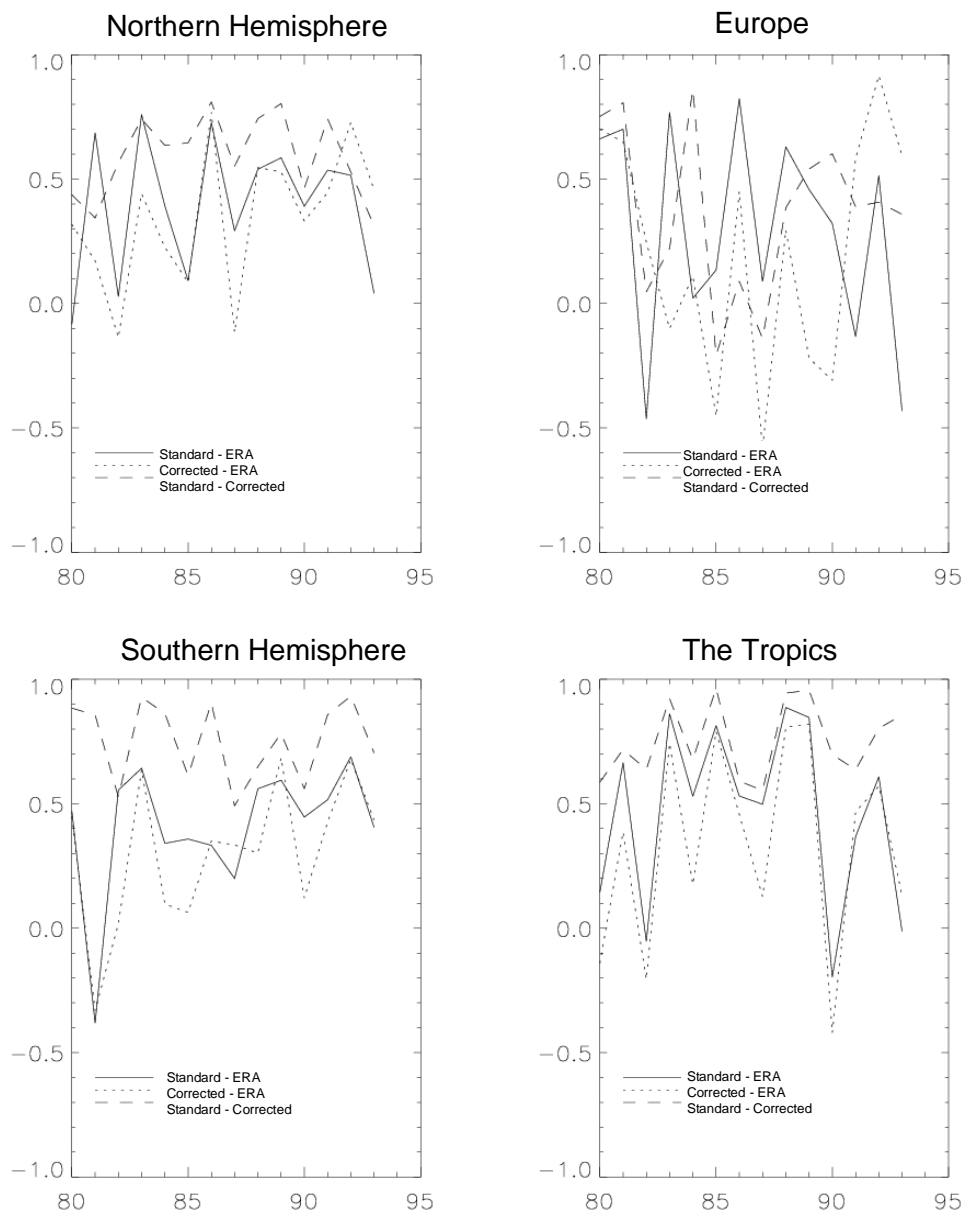 Northern Hemisphere
1.0
0.5
0.0
−0.5
−1.0
Standard - ERA
Corrected - ERA
Standard - Corrected
80 85 90 95
Europe
1.0
0.5
0.0
−0.5
−1.0
Standard - ERA
Corrected - ERA
Standard - Corrected
80 85 90 95
Southern Hemisphere
1.0
0.5
0.0
−0.5
−1.0
Standard - ERA
Corrected - ERA
Standard - Corrected
80 85 90 95
The Tropics
1.0
0.5
0.0
−0.5
−1.0
Standard - ERA
Corrected - ERA
Standard - Corrected
80 85 90 95